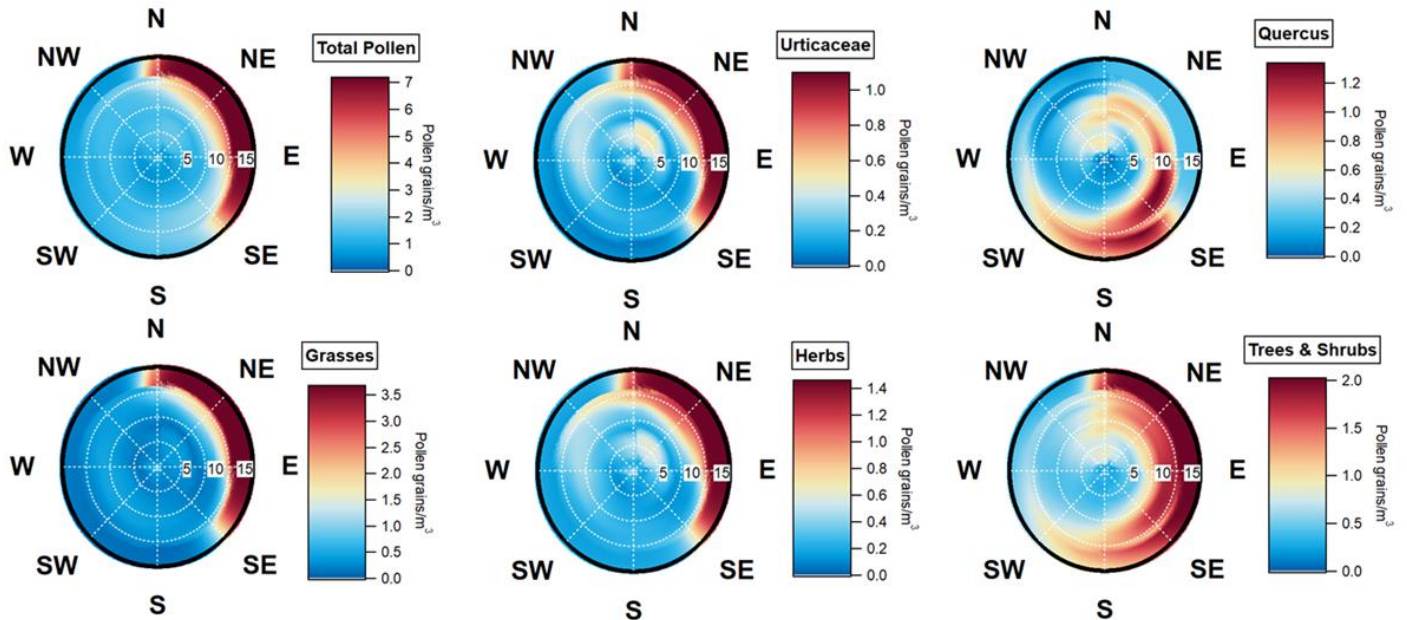 Total Pollen
N
NW
NE
W
E
SW
SE
S
5
10
15
7
6
5
4
3
2
1
0
Pollen grains/m³
Urticaceae
N
NW
NE
W
E
SW
SE
S
5
10
15
1.0
0.8
0.6
0.4
0.2
0.0
Pollen grains/m³
Quercus
N
NW
NE
W
E
SW
SE
S
5
10
15
1.2
1.0
0.8
0.6
0.4
0.2
0.0
Pollen grains/m³
Grasses
N
NW
NE
W
E
SW
SE
S
5
10
15
3.5
3.0
2.5
2.0
1.5
1.0
0.5
0.0
Pollen grains/m³
Herbs
N
NW
NE
W
E
SW
SE
S
5
10
15
1.4
1.2
1.0
0.8
0.6
0.4
0.2
0.0
Pollen grains/m³
Trees & Shrubs
N
NW
NE
W
E
SW
SE
S
5
10
15
2.0
1.5
1.0
0.5
0.0
Pollen grains/m³